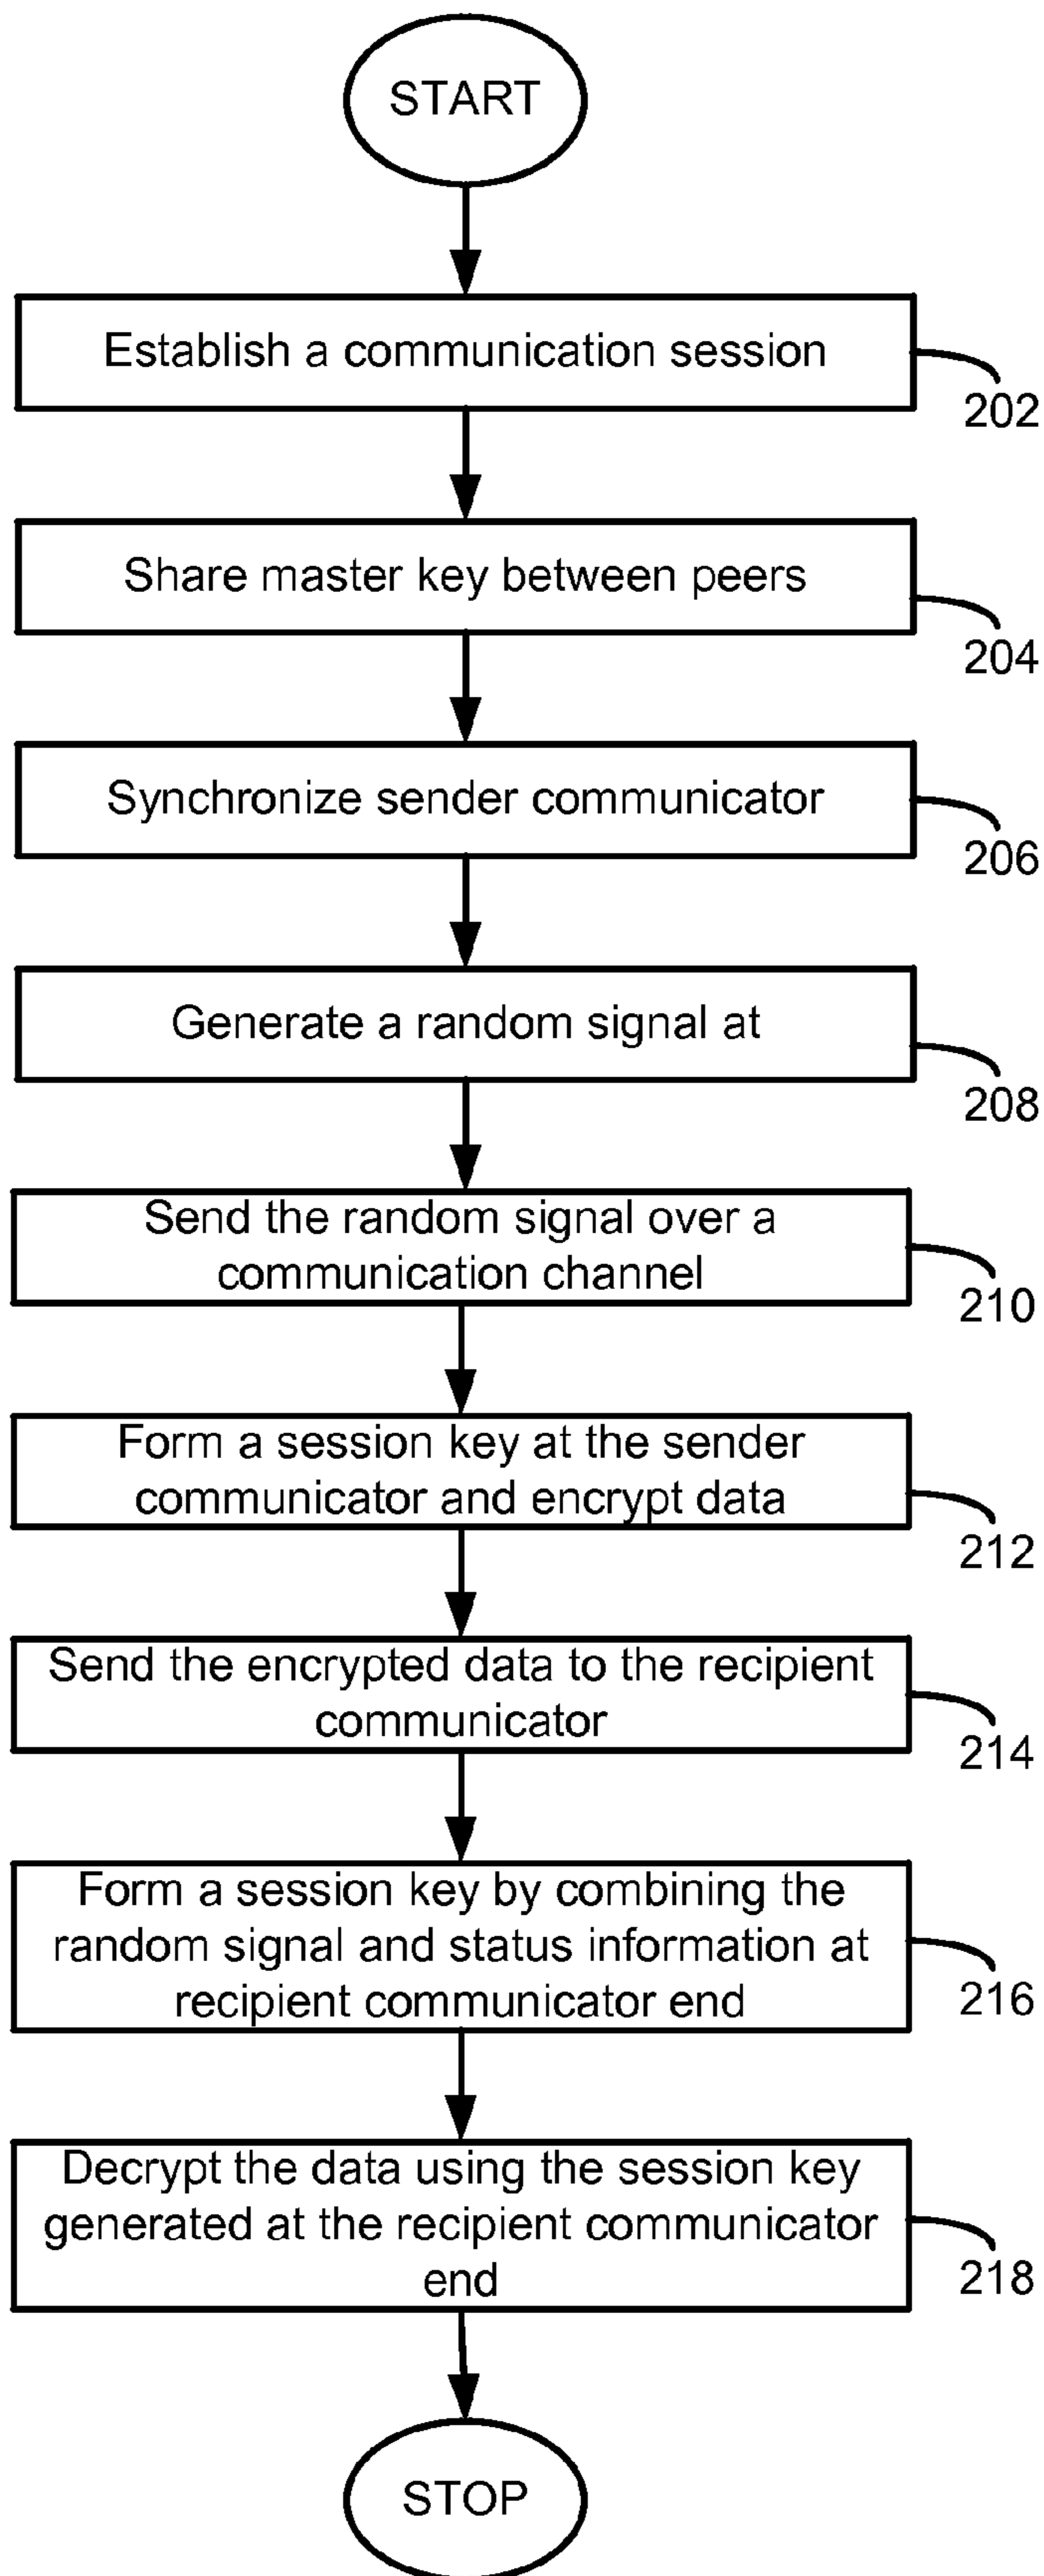 START
Establish a communication session
202
Share master key between peers
204
Synchronize sender communicator
206
Generate a random signal at
208
Send the random signal over a
communication channel
210
Form a session key at the sender
communicator and encrypt data
212
Send the encrypted data to the recipient
communicator
214
Form a session key by combining the
random signal and status information at
recipient communicator end
216
Decrypt the data using the session key
generated at the recipient communicator
end
218
STOP